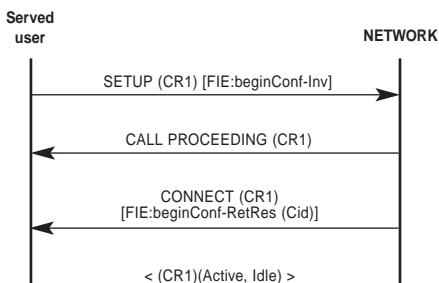 Served
user
NETWORK
SETUP (CR1) [FIE:beginConf-Inv]
CALL PROCEEDING (CR1)
CONNECT (CR1)
[FIE:beginConf-RetRes (Cid)]
< (CR1)(Active, Idle) >